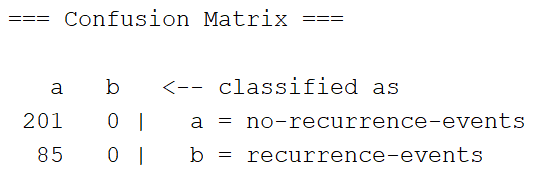 === Confusion Matrix ===
a b <-- classified as
201 0 | a = no-recurrence-events
85 0 | b = recurrence-events